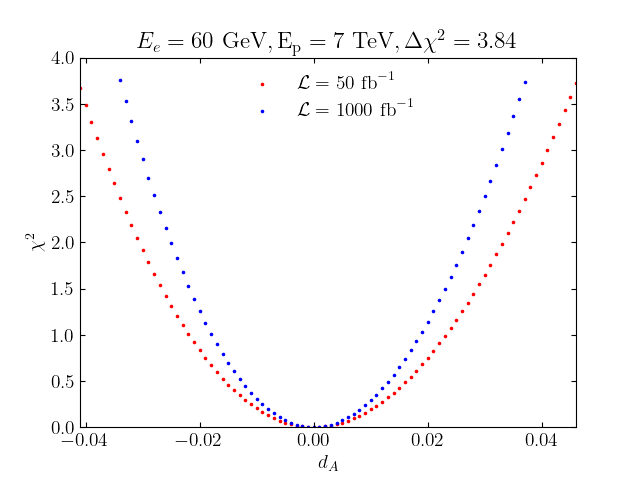 E_e = 60 GeV, E_p = 7 TeV, Δχ² = 3.84
ℒ = 50 fb⁻¹
ℒ = 1000 fb⁻¹
4.0
3.5
3.0
2.5
2.0
1.5
1.0
0.5
0.0
χ²
−0.04 −0.02 0.00 0.02 0.04
d_A